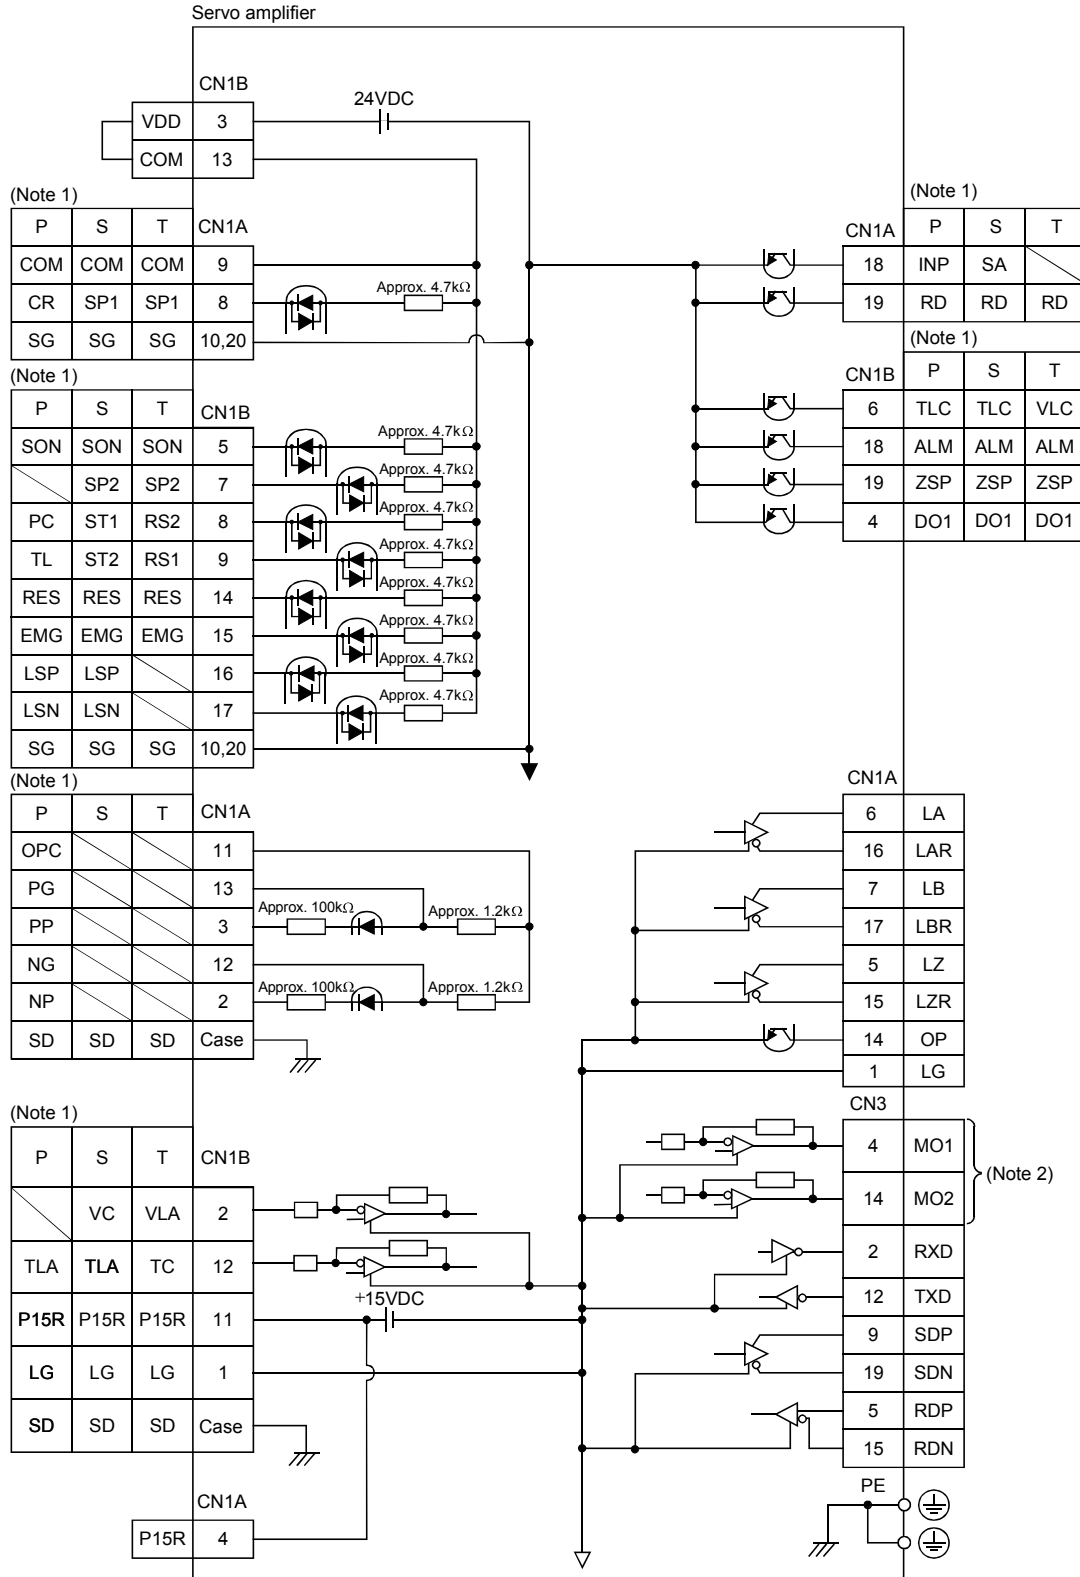 Servo amplifier
CN1B
24VDC
VDD 3
COM 13
(Note 1)
P S T CN1A
COM COM COM 9
CR SP1 SP1 8 Approx. 4.7kΩ
SG SG SG 10,20
(Note 1)
P S T CN1B
SON SON SON 5 Approx. 4.7kΩ
SP2 SP2 7 Approx. 4.7kΩ
PC ST1 RS2 8 Approx. 4.7kΩ
TL ST2 RS1 9 Approx. 4.7kΩ
RES RES RES 14 Approx. 4.7kΩ
EMG EMG EMG 15 Approx. 4.7kΩ
LSP LSP 16 Approx. 4.7kΩ
LSN LSN 17 Approx. 4.7kΩ
SG SG SG 10,20
(Note 1)
P S T CN1A
OPC 11
PG 13
PP 3 Approx. 100kΩ Approx. 1.2kΩ
NG 12
NP 2 Approx. 100kΩ Approx. 1.2kΩ
SD SD SD Case
(Note 1)
P S T CN1B
VC VLA 2
TLA TLA TC 12
+15VDC
P15R P15R P15R 11
LG LG LG 1
SD SD SD Case
CN1A
P15R 4
(Note 1)
CN1A P S T
18 INP SA
19 RD RD RD
(Note 1)
CN1B P S T
6 TLC TLC VLC
18 ALM ALM ALM
19 ZSP ZSP ZSP
4 DO1 DO1 DO1
CN1A
6 LA
16 LAR
7 LB
17 LBR
5 LZ
15 LZR
14 OP
1 LG
CN3
4 MO1
(Note 2)
14 MO2
2 RXD
12 TXD
9 SDP
19 SDN
5 RDP
15 RDN
PE